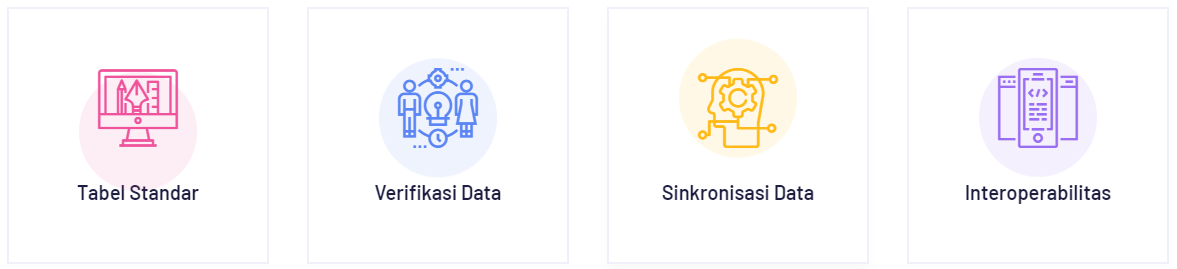 Tabel Standar
Verifikasi Data
Sinkronisasi Data
Interoperabilitas